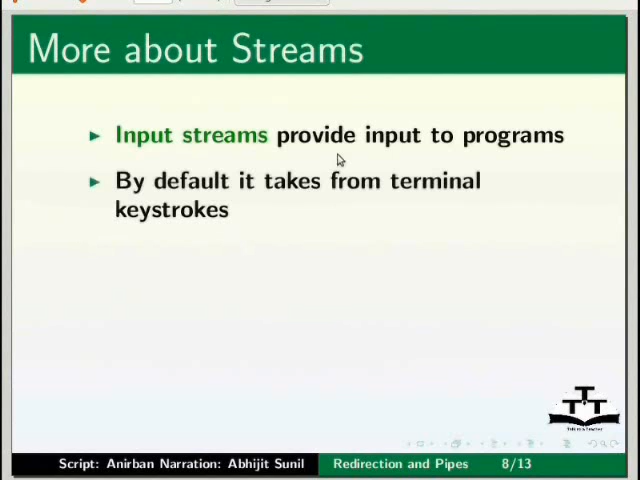 More about Streams
Input streams provide input to programs
By default it takes from terminal
keystrokes
Script: Anirban Narration: Abhijit Sunil
Redirection and Pipes
8/13